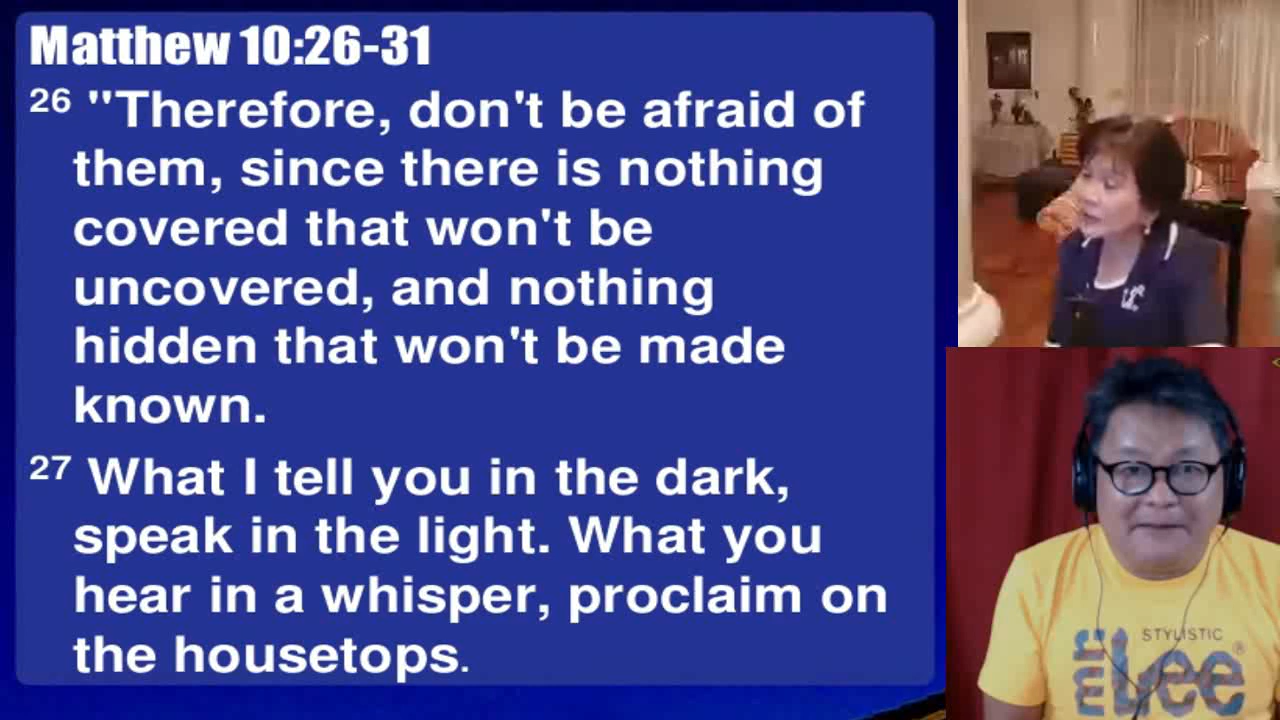 Matthew 10:26-31
26 "Therefore, don't be afraid of
them, since there is nothing
covered that won't be
uncovered, and nothing
hidden that won't be made
known.
27 What I tell you in the dark,
speak in the light. What you
hear in a whisper, proclaim on
the housetops.
STYLISTIC
Lee®